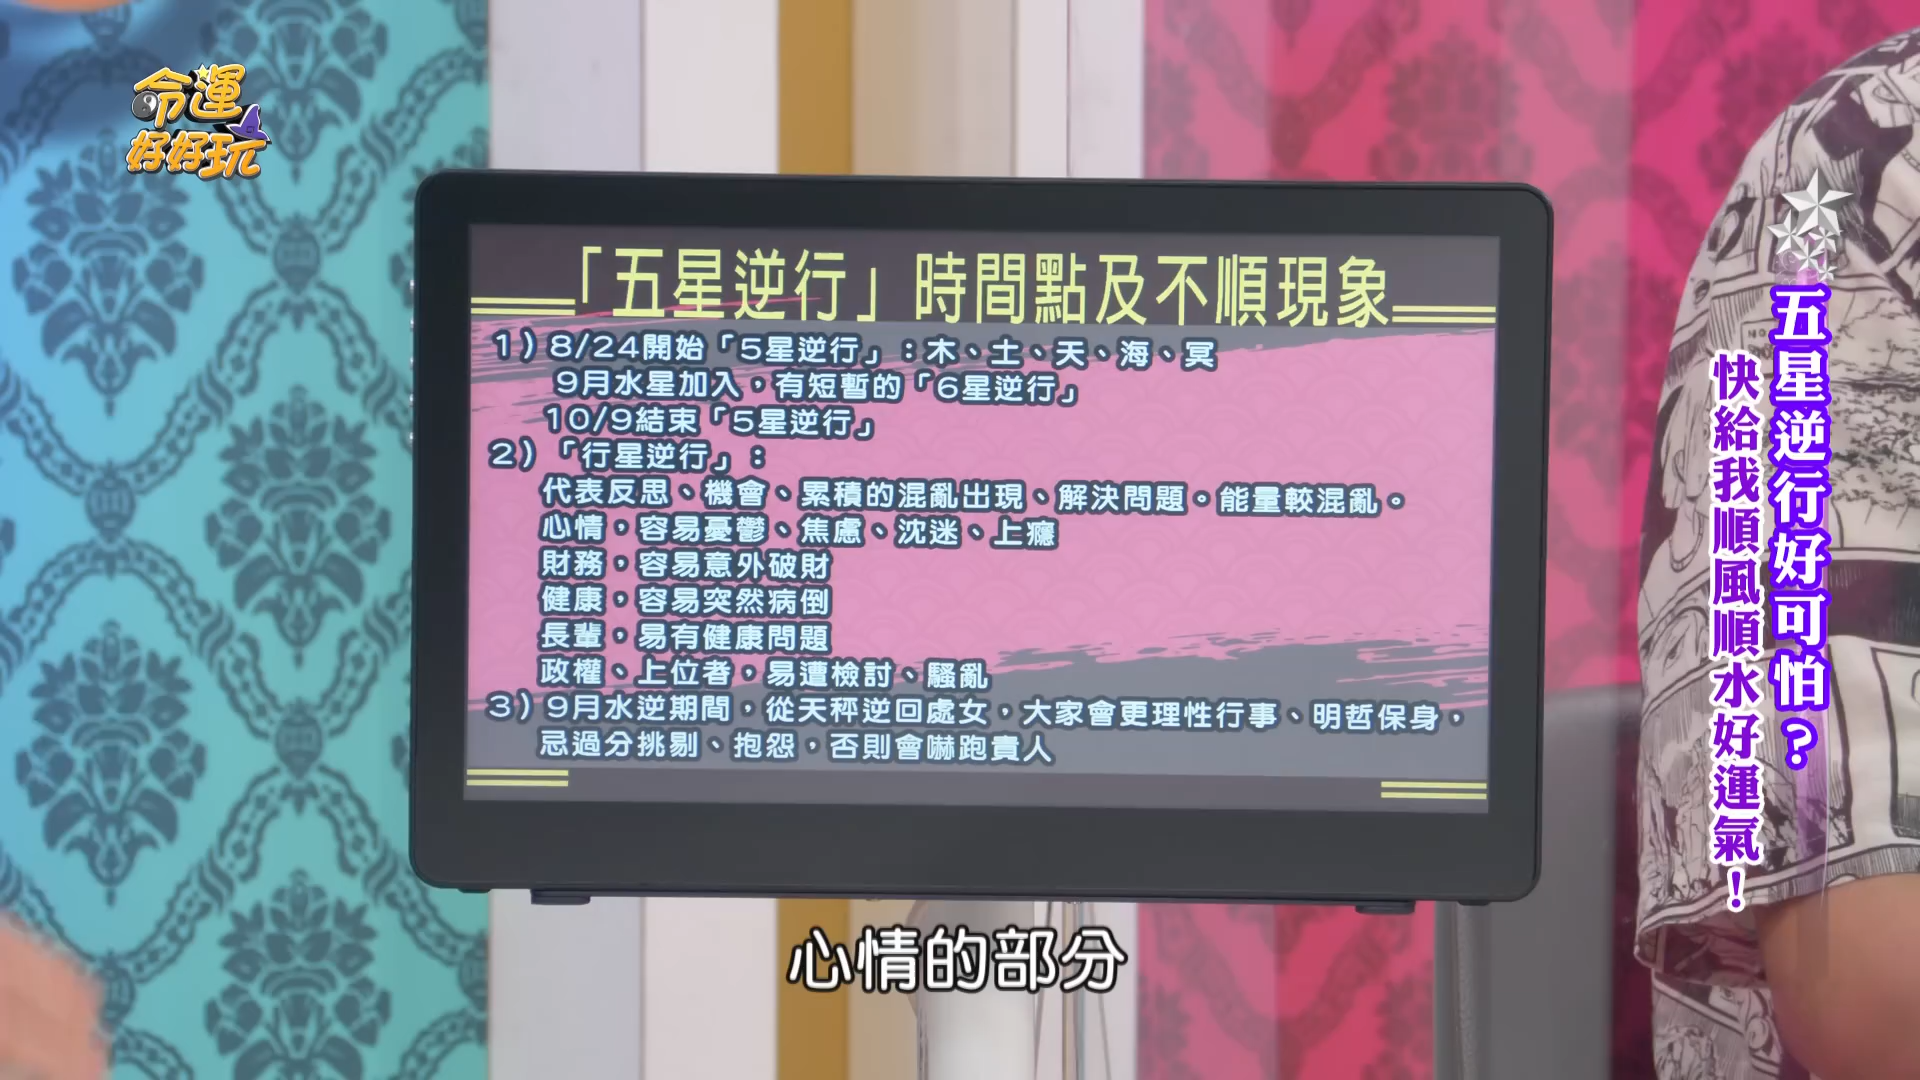 命運
好好玩
「五星逆行」時間點及不順現象
1）8/24開始「5星逆行」：木、土、天、海、冥
9月水星加入，有短暫的「6星逆行」
10/9結束「5星逆行」
2）「行星逆行」：
代表反思、機會、累積的混亂出現、解決問題。能量較混亂。
心情，容易憂鬱、焦慮、沈迷、上癮
財務，容易意外破財
健康，容易突然病倒
長輩，易有健康問題
政權、上位者，易遭檢討、騷亂
3）9月水逆期間，從天秤逆回處女，大家會更理性行事、明哲保身，
忌過分挑剔、抱怨，否則會嚇跑貴人
五星逆行好可怕？
快給我順風順水好運氣！
心情的部分